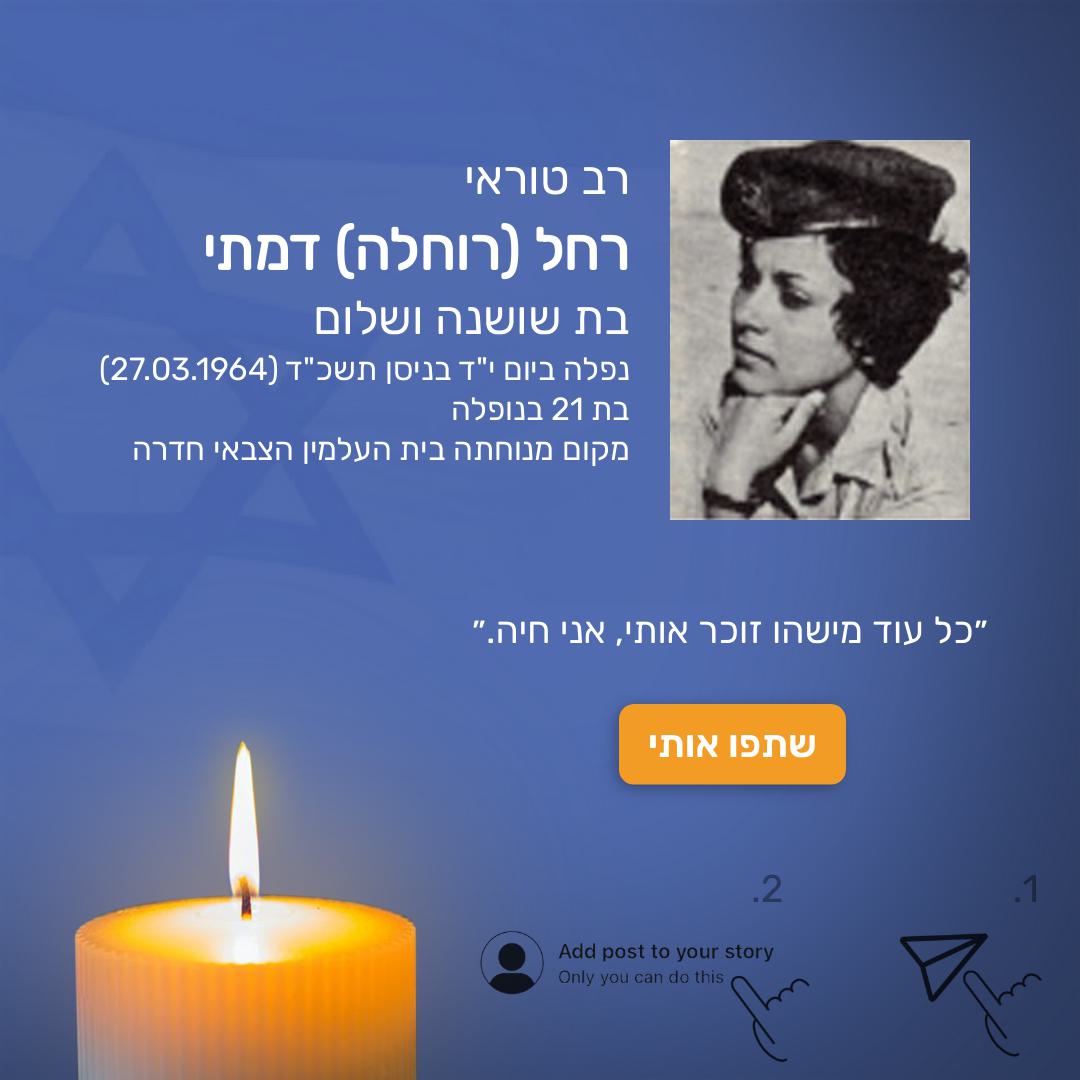 רב טוראי
רחל (רוחלה) דמתי
בת שושנה ושלום
נפלה ביום י"ד בניסן תשכ"ד (27.03.1964)
בת 21 בנופלה
מקום מנוחתה בית העלמין הצבאי חדרה
״כל עוד מישהו זוכר אותי, אני חיה.״
שתפו אותי
.1
.2
Add post to your story
Only you can do this